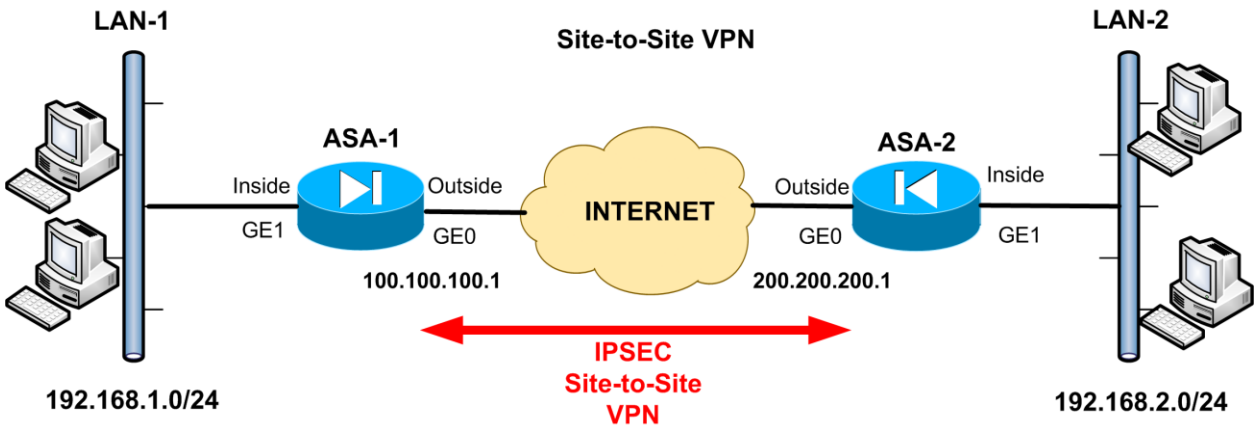 LAN-1
LAN-2
Site-to-Site VPN
ASA-1
ASA-2
Inside
Outside
INTERNET
Outside
Inside
GE1
GE0
GE0
GE1
100.100.100.1
200.200.200.1
IPSEC
Site-to-Site
VPN
192.168.1.0/24
192.168.2.0/24